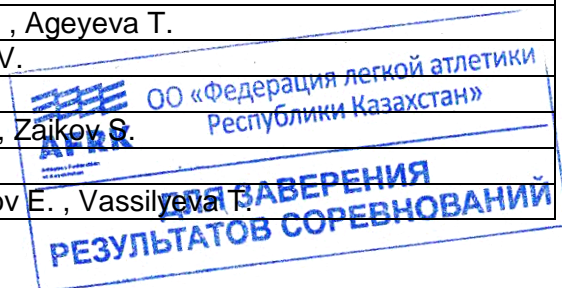 , Ageyeva T.
V.
, Zaikov S.
ov E. , Vassilyeva T.
ОО «Федерация легкой атлетики
Республики Казахстан»
AFRK
ДЛЯ ЗАВЕРЕНИЯ
РЕЗУЛЬТАТОВ СОРЕВНОВАНИЙ